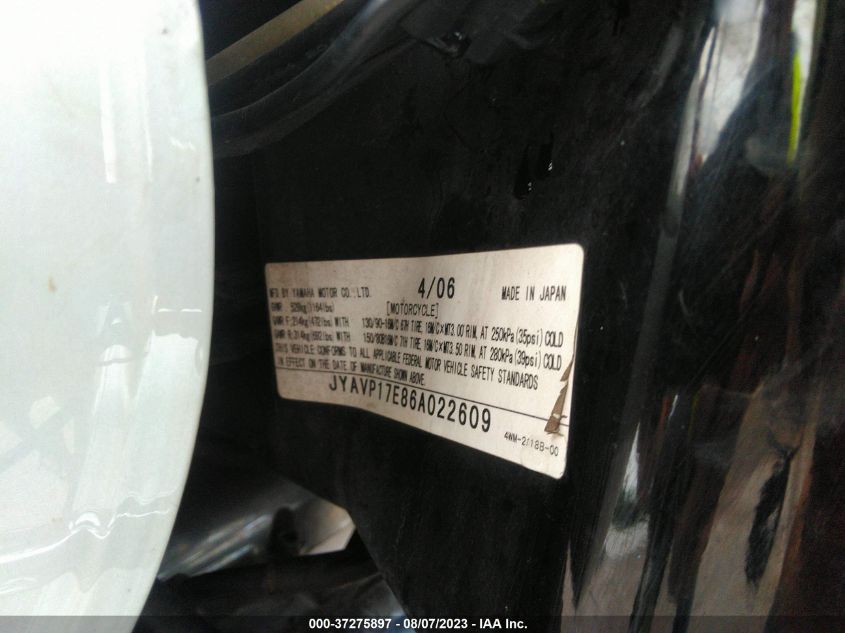 4/06
MFG.BY YAMAHA MOTOR CO.,LTD. MADE IN JAPAN
[MOTORCYCLE]
GVWR 528kg(1164lbs)
GAWR F:214kg(472lbs) WITH 130/90-16M/C 67H TIRE, 16M/C×MT3.00 RIM, AT 250kPa(35psi) COLD
GAWR R:314kg(692lbs) WITH 150/80B16M/C 71H TIRE, 16M/C×MT3.50 RIM, AT 280kPa(39psi) COLD
THIS VEHICLE CONFORMS TO ALL APPLICABLE FEDERAL MOTOR VEHICLE SAFETY STANDARDS
IN EFFECT ON THE DATE OF MANUFACTURE SHOWN ABOVE.
JYAVP17E86A022609
4WM-2118B-00
000-37275897 - 08/07/2023 - IAA Inc.